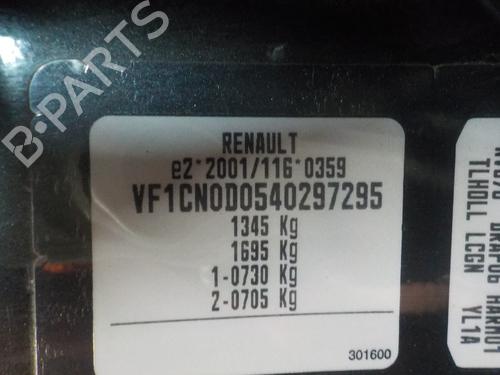 B-PARTS
RENAULT
e2*2001/116*0359
VF1CN0D0540297295
1345 Kg
1695 Kg
1-0730 Kg
2-0705 Kg
301600
TLHOLL LCGN YL1A